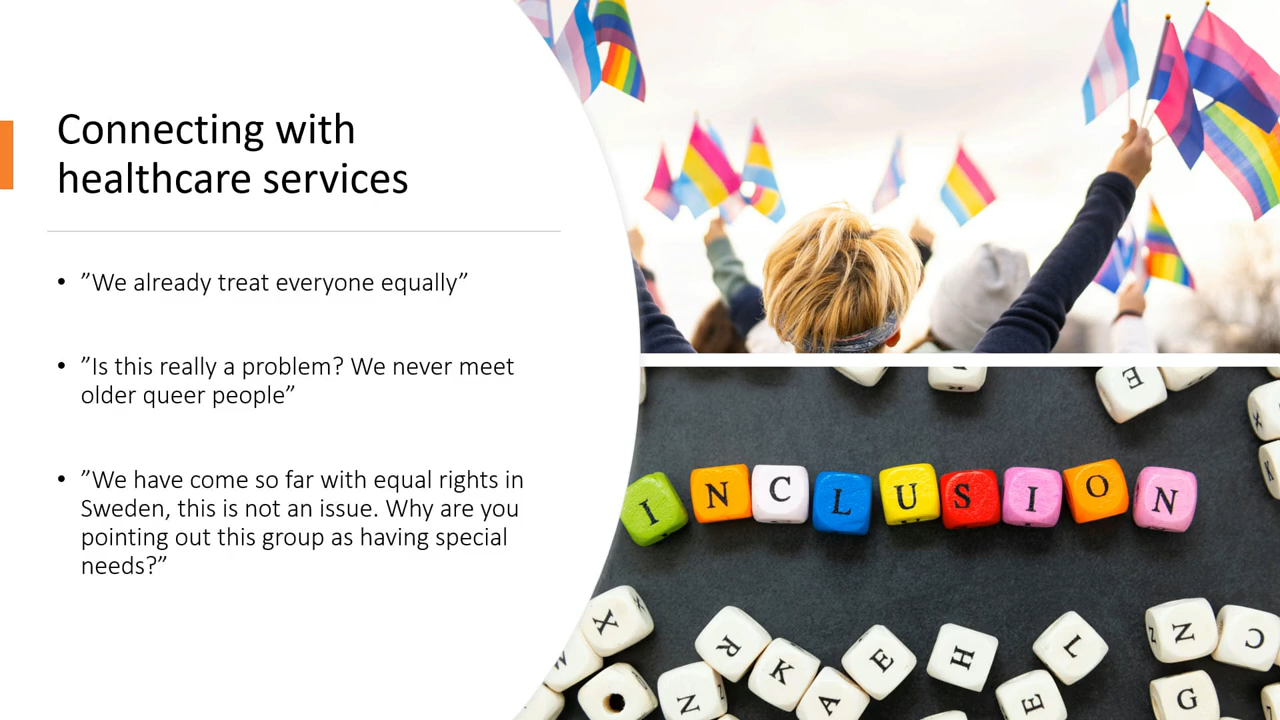 Connecting with
healthcare services
• ”We already treat everyone equally”
• ”Is this really a problem? We never meet
older queer people”
• ”We have come so far with equal rights in
Sweden, this is not an issue. Why are you
pointing out this group as having special
needs?”
E
INCLUSION
X
R K A E H L Z C
N E G